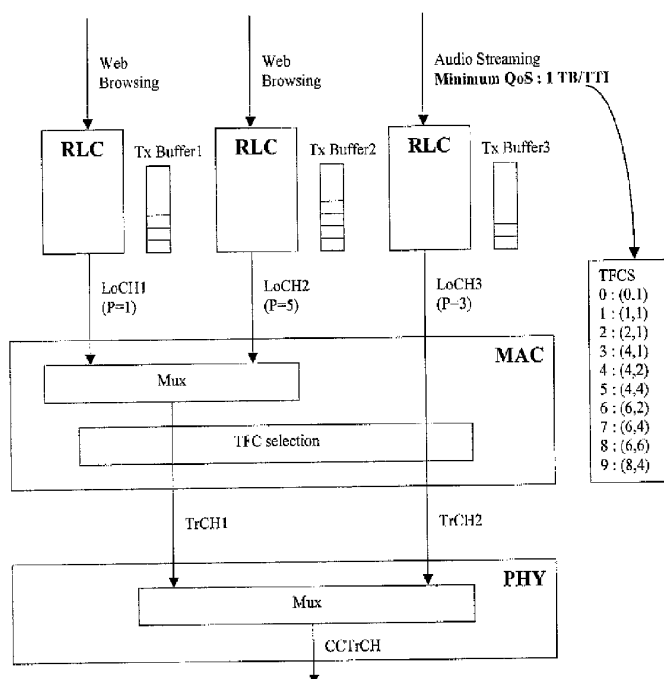 Web
Browsing
Web
Browsing
Audio Streaming
Minimum QoS : 1 TB/TTI
RLC
Tx Buffer1
RLC
Tx Buffer2
RLC
Tx Buffer3
LoCH1
(P=1)
LoCH2
(P=5)
LoCH3
(P=3)
TFCS
0 : (0,1)
1 : (1,1)
2 : (2,1)
3 : (4,1)
4 : (4,2)
5 : (4,4)
6 : (6,2)
7 : (6,4)
8 : (6,6)
9 : (8,4)
MAC
Mux
TFC selection
TrCH1
TrCH2
PHY
Mux
CCTrCH